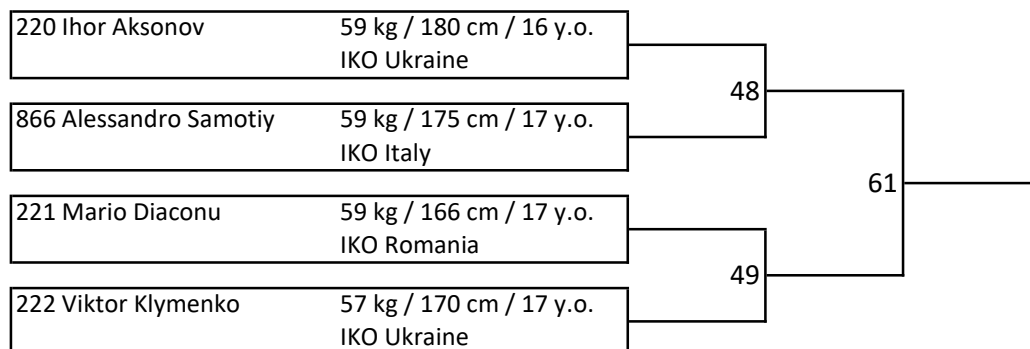 220 Ihor Aksonov 59 kg / 180 cm / 16 y.o.
IKO Ukraine
48
866 Alessandro Samotiy 59 kg / 175 cm / 17 y.o.
IKO Italy
61
221 Mario Diaconu 59 kg / 166 cm / 17 y.o.
IKO Romania
49
222 Viktor Klymenko 57 kg / 170 cm / 17 y.o.
IKO Ukraine